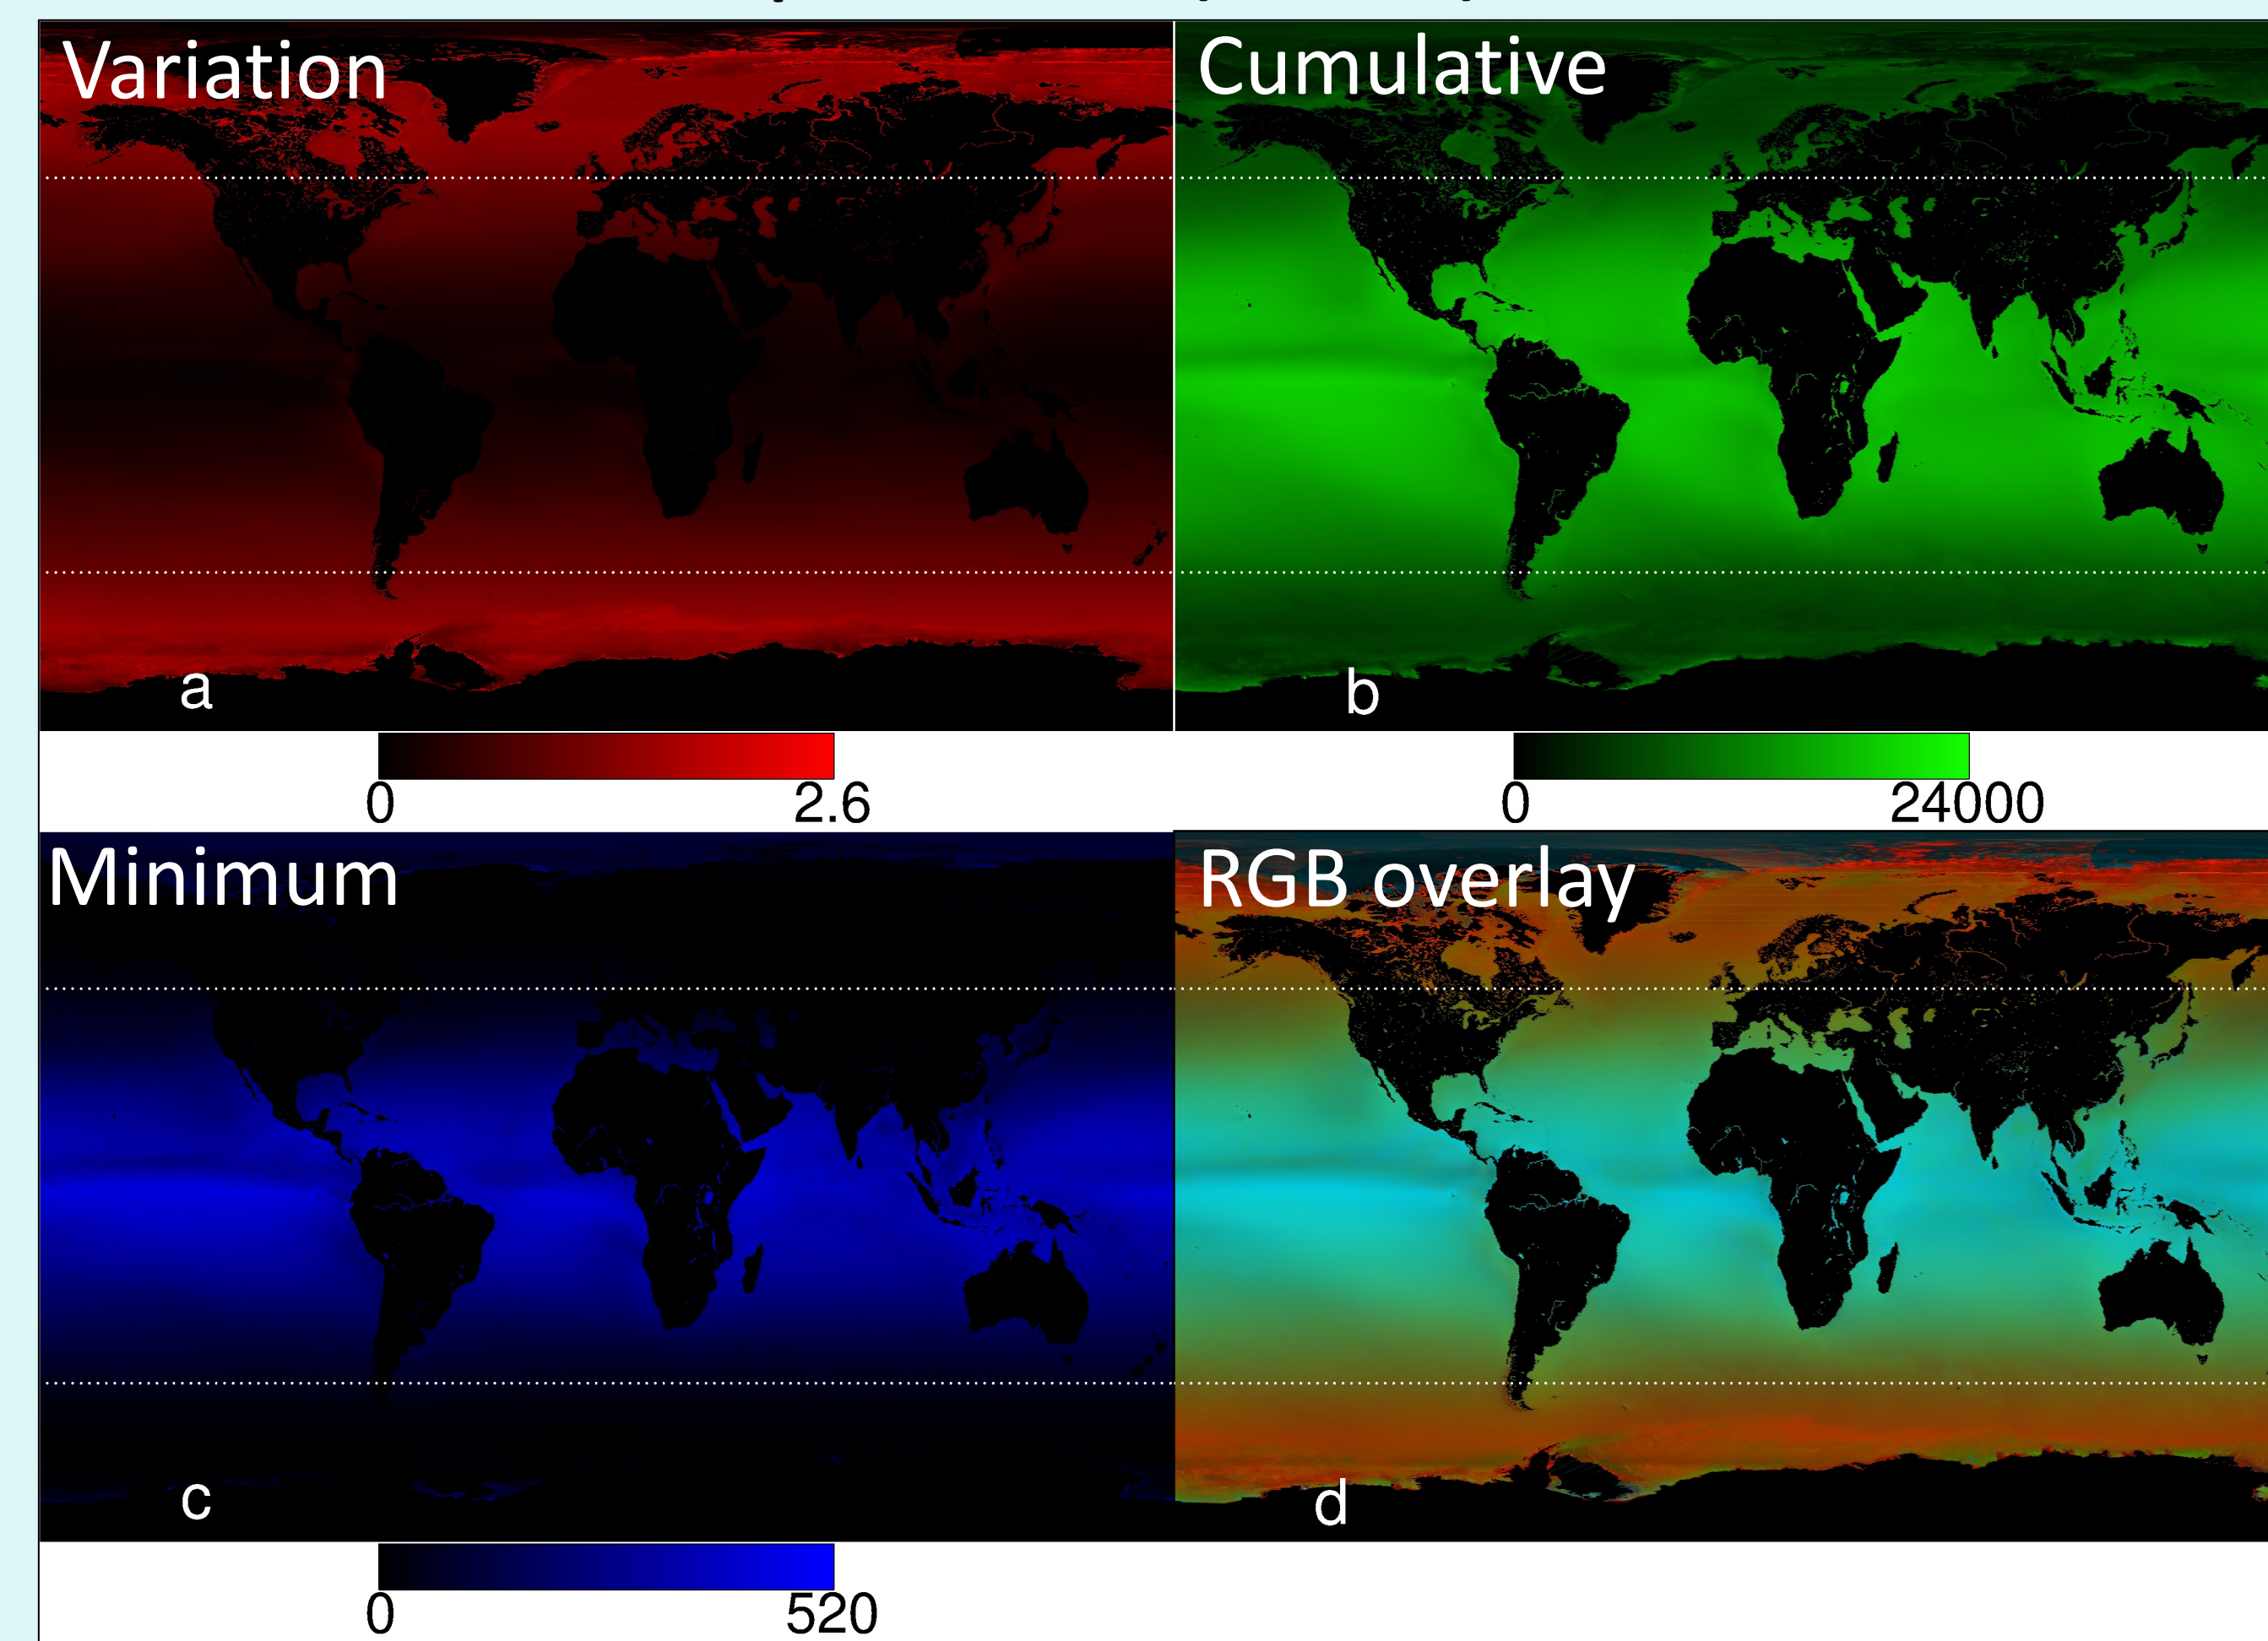 Variation
Cumulative
a
b
0
2.6
0
24000
Minimum
RGB overlay
c
d
0
520